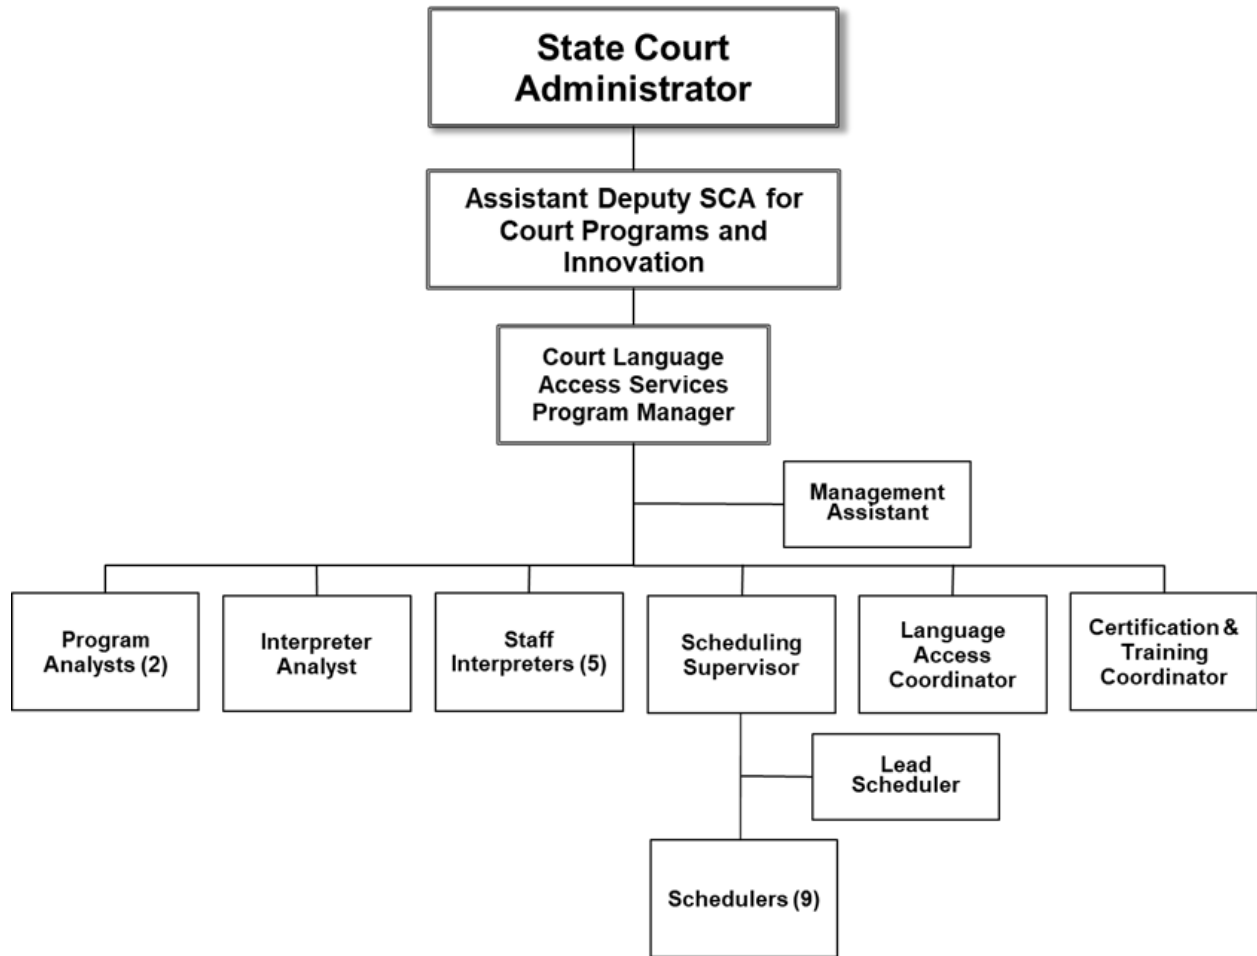 State Court
Administrator
Assistant Deputy SCA for
Court Programs and
Innovation
Court Language
Access Services
Program Manager
Management
Assistant
Program
Analysts (2)
Interpreter
Analyst
Staff
Interpreters (5)
Scheduling
Supervisor
Language
Access
Coordinator
Certification &
Training
Coordinator
Lead
Scheduler
Schedulers (9)